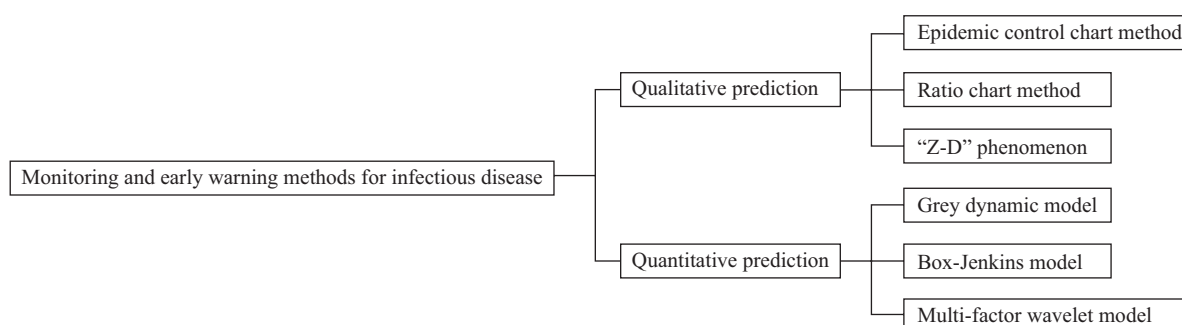 Monitoring and early warning methods for infectious disease
Qualitative prediction
Epidemic control chart method
Ratio chart method
“Z-D” phenomenon
Quantitative prediction
Grey dynamic model
Box-Jenkins model
Multi-factor wavelet model